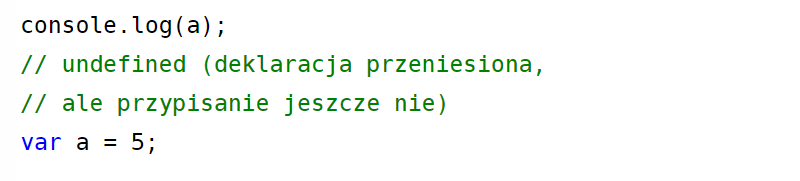 console.log(a);
// undefined (deklaracja przeniesiona,
// ale przypisanie jeszcze nie)
var a = 5;